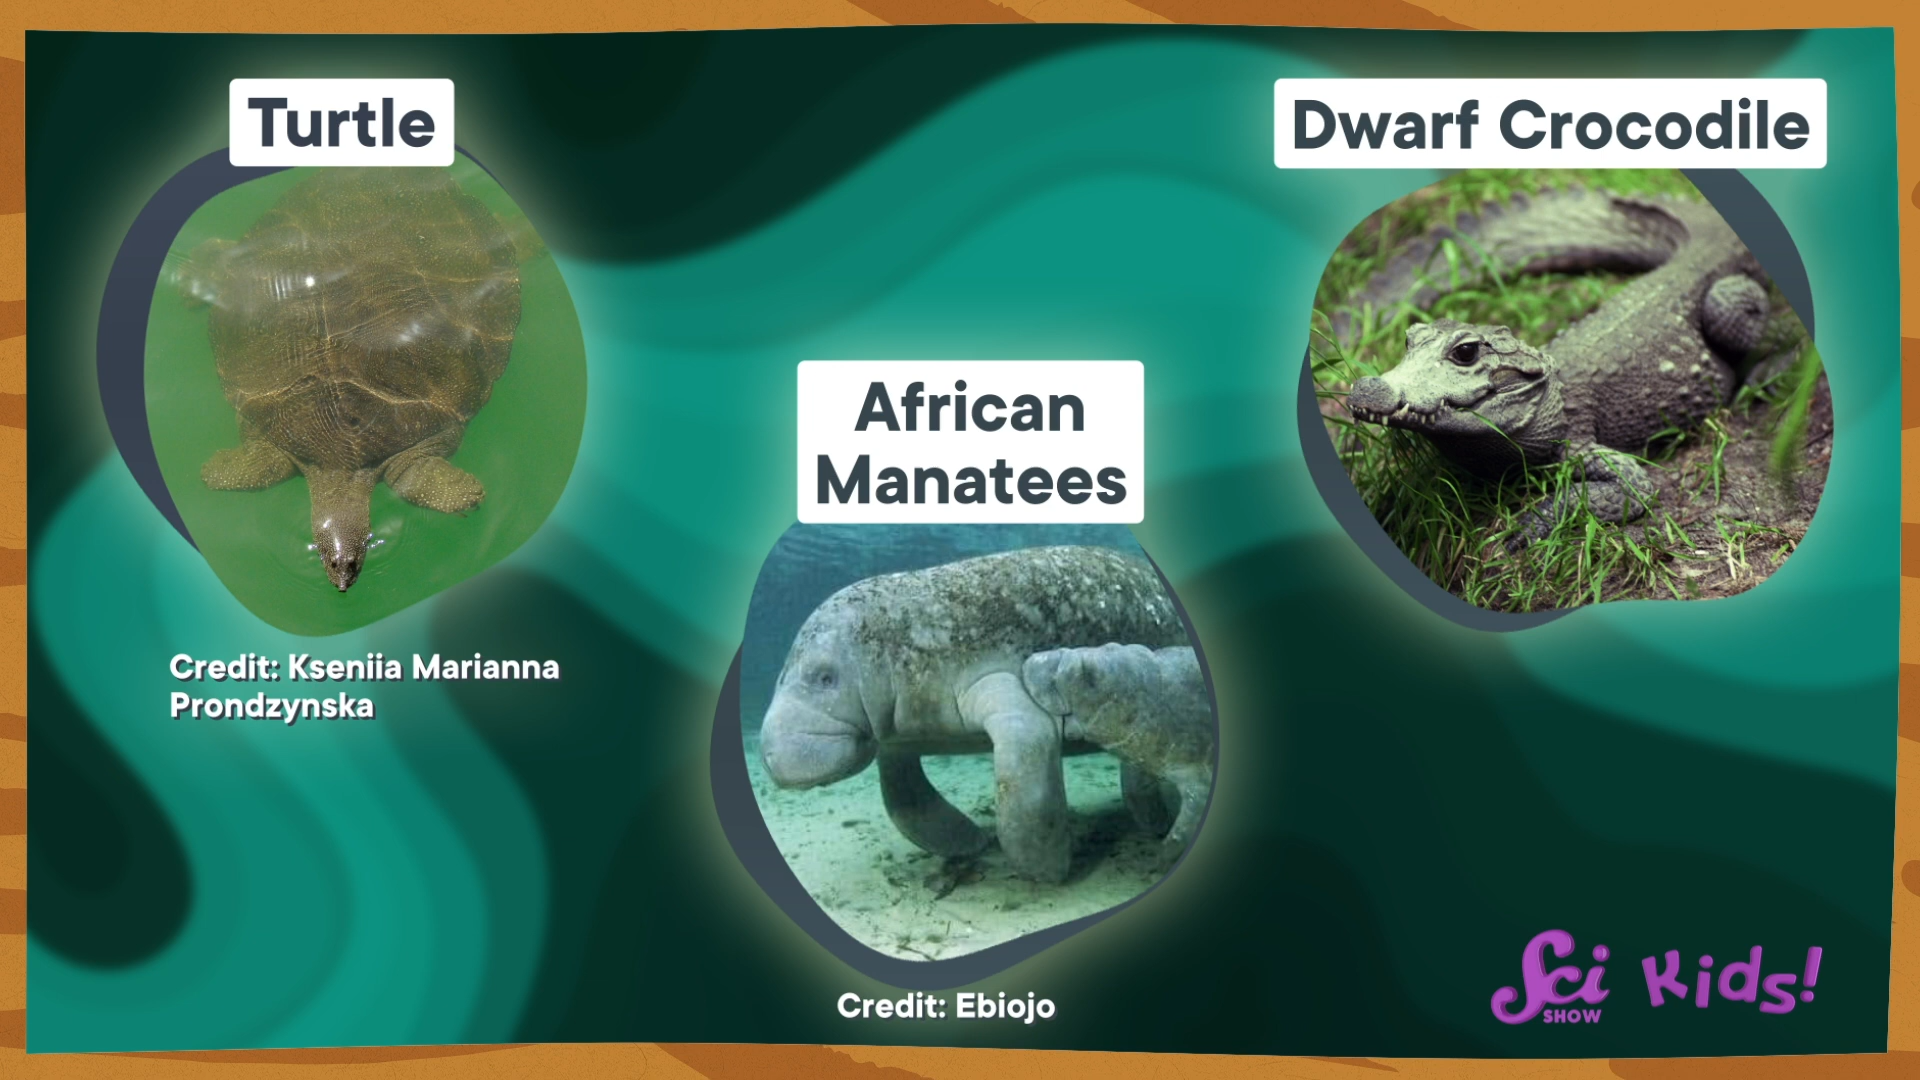 Turtle
Credit: Kseniia Marianna
Prondzynska
African
Manatees
Credit: Ebiojo
Dwarf Crocodile
Sci Kids!
SHOW